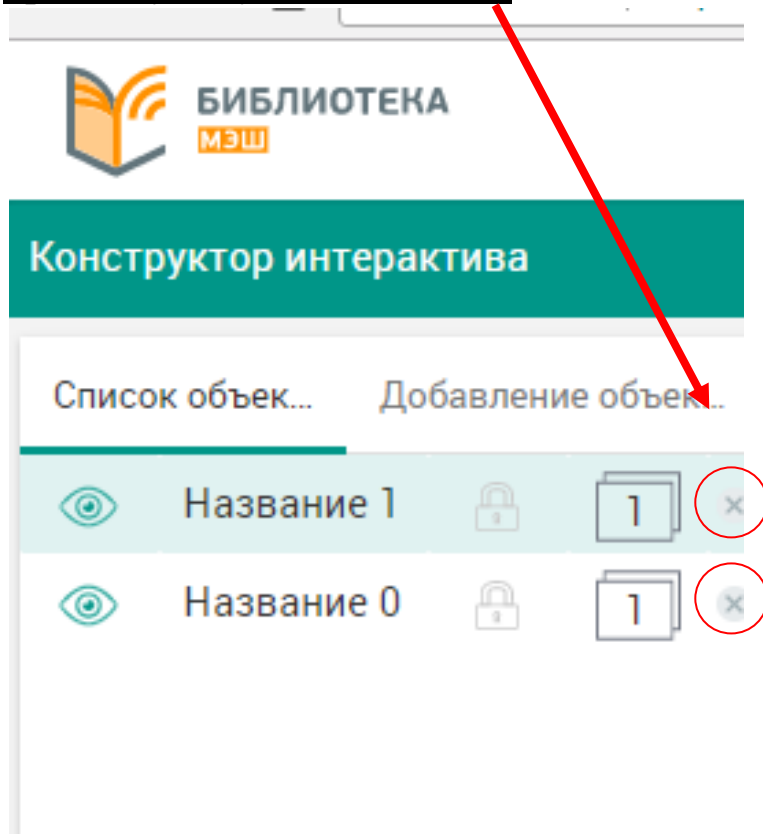 БИБЛИОТЕКА
МЭШ
Конструктор интерактива
Список объек... Добавление объек...
Название 1 1
Название 0 1